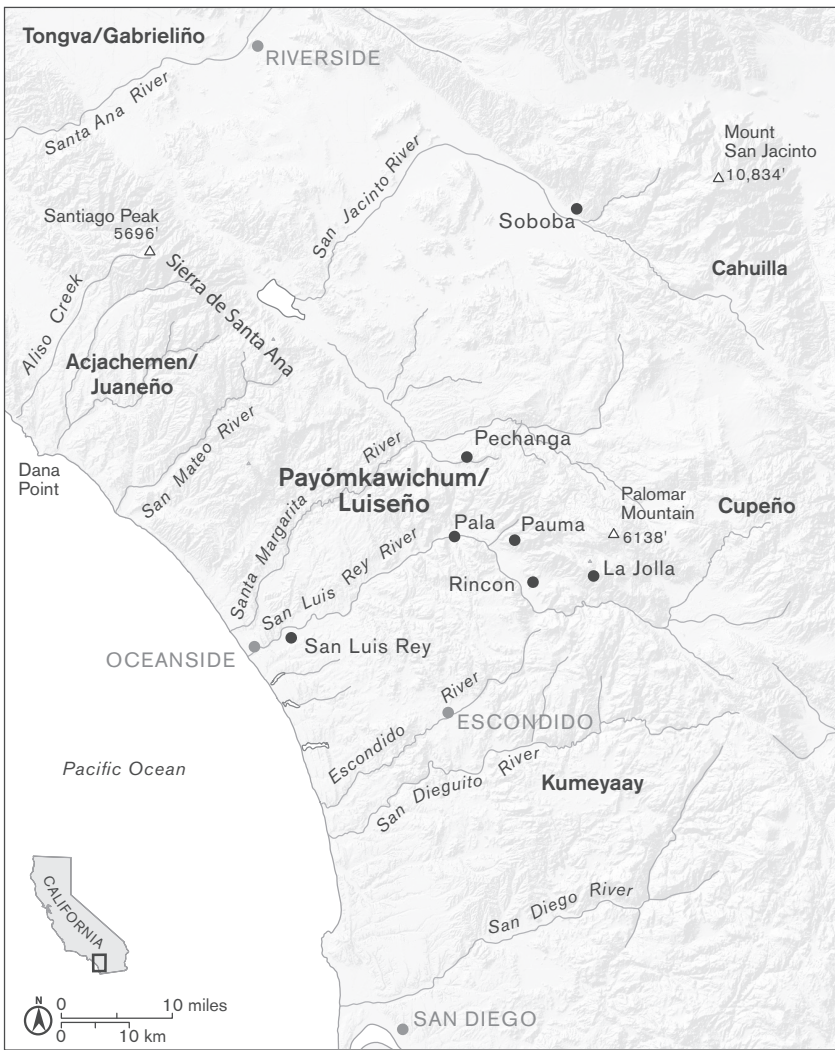 Tongva/Gabrieliño
RIVERSIDE
Santa Ana River
Mount
San Jacinto
10,834'
San Jacinto River
Soboba
Santiago Peak
5696'
Sierra de Santa Ana
Cahuilla
Aliso Creek
Acjachemen/
Juaneño
San Mateo River
Dana
Point
Pechanga
Payómkawichum/
Luiseño
Santa Margarita River
Palomar
Mountain
6138'
Cupeño
Pala
Pauma
La Jolla
Rincon
San Luis Rey River
San Luis Rey
OCEANSIDE
Escondido River
ESCONDIDO
Pacific Ocean
San Dieguito River
Kumeyaay
San Diego River
CALIFORNIA
N
0 10 miles
0 10 km
SAN DIEGO